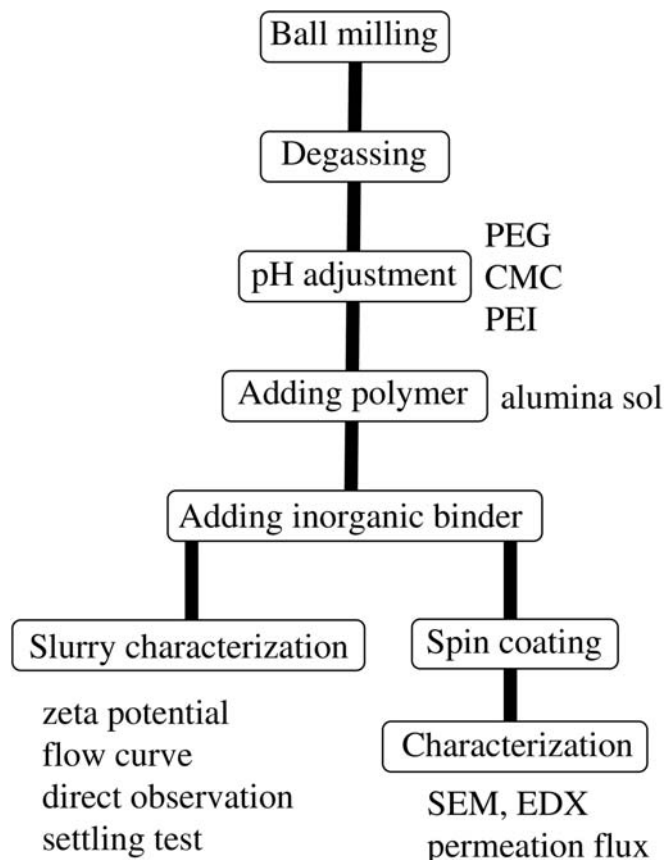 Ball milling
Degassing
pH adjustment
PEG
CMC
PEI
Adding polymer
alumina sol
Adding inorganic binder
Slurry characterization
zeta potential
flow curve
direct observation
settling test
Spin coating
Characterization
SEM, EDX
permeation flux